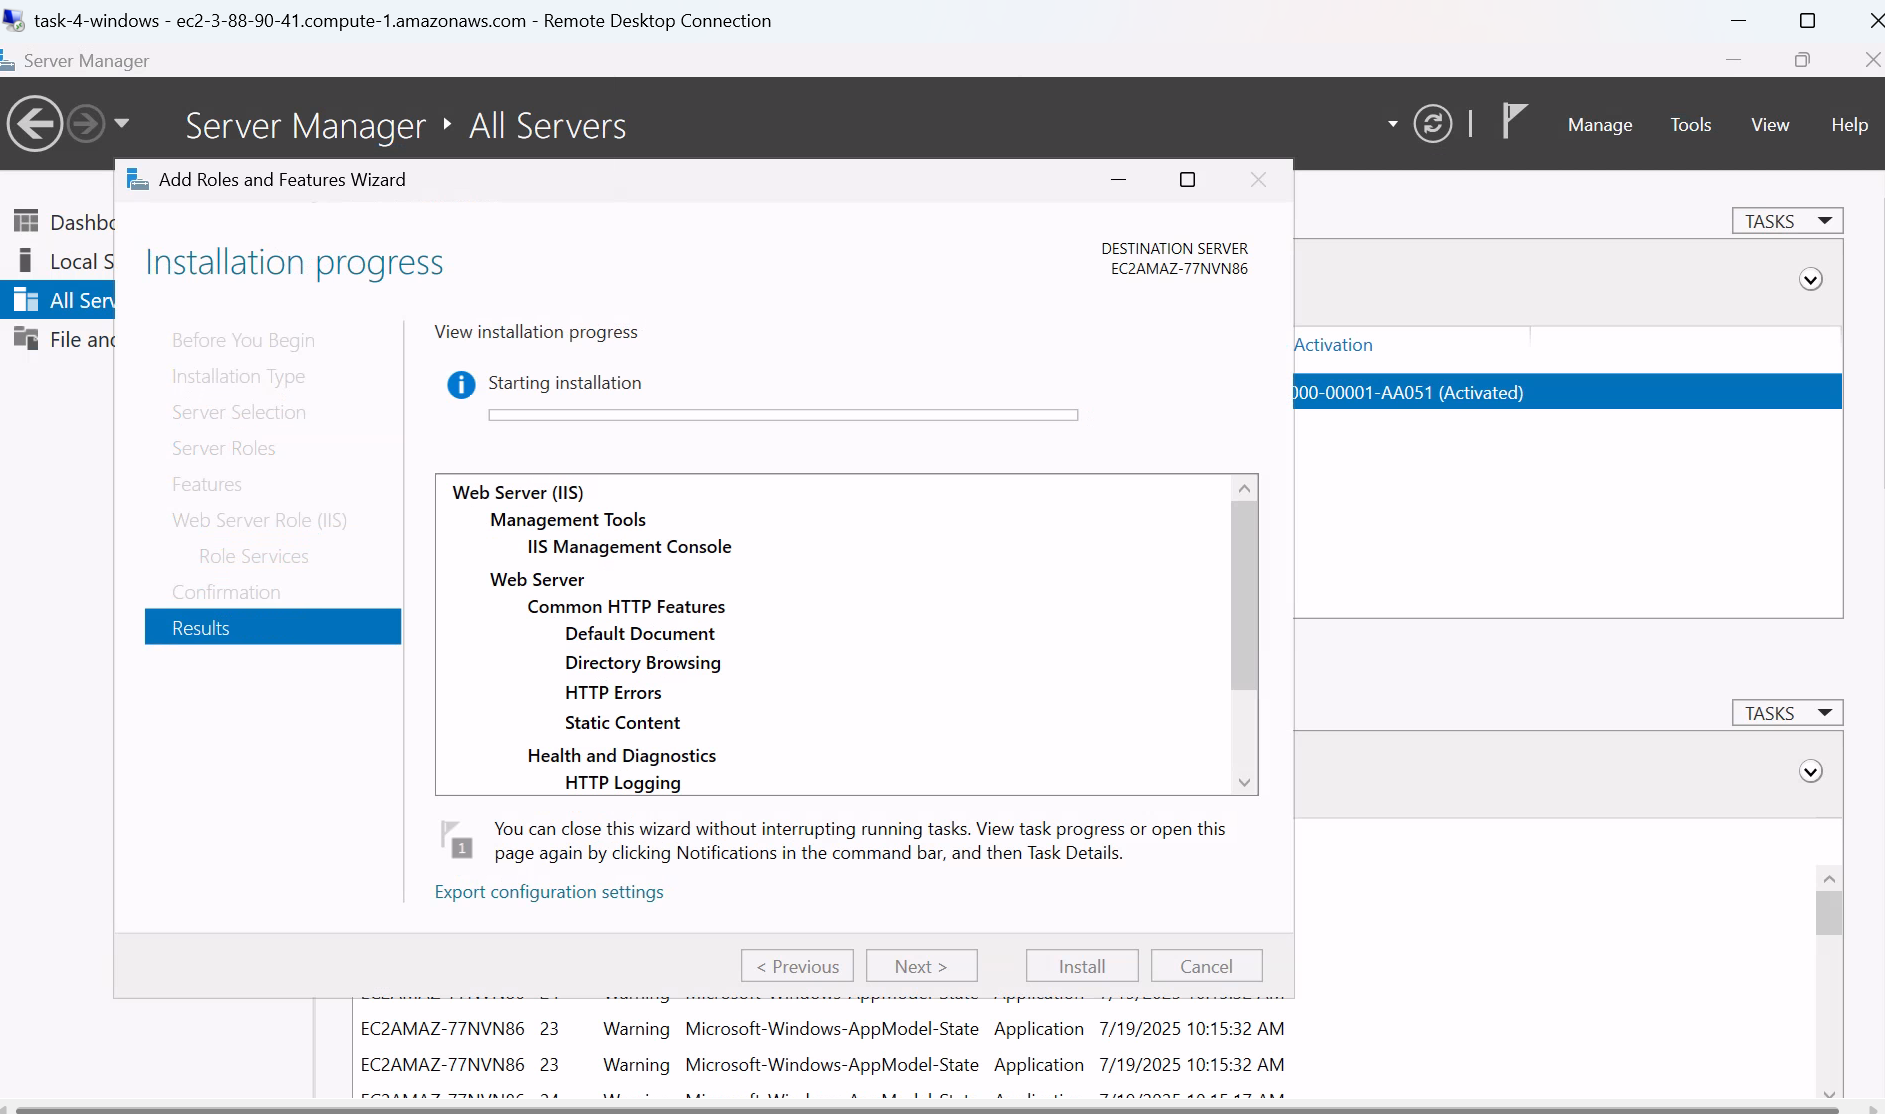 task-4-windows - ec2-3-88-90-41.compute-1.amazonaws.com - Remote Desktop Connection
Server Manager
Server Manager
All Servers
Manage
Tools
View
Help
Add Roles and Features Wizard
Installation progress
DESTINATION SERVER
EC2AMAZ-77NVN86
Dashbo
Local S
All Serv
File and
Before You Begin
Installation Type
Server Selection
Server Roles
Features
Web Server Role (IIS)
Role Services
Confirmation
Results
View installation progress
Starting installation
Web Server (IIS)
Management Tools
IIS Management Console
Web Server
Common HTTP Features
Default Document
Directory Browsing
HTTP Errors
Static Content
Health and Diagnostics
HTTP Logging
1
You can close this wizard without interrupting running tasks. View task progress or open this
page again by clicking Notifications in the command bar, and then Task Details.
Export configuration settings
< Previous
Next >
Install
Cancel
TASKS
Activation
000-00001-AA051 (Activated)
TASKS
EC2AMAZ-77NVN86 23 Warning Microsoft-Windows-AppModel-State Application 7/19/2025 10:15:32 AM
EC2AMAZ-77NVN86 23 Warning Microsoft-Windows-AppModel-State Application 7/19/2025 10:15:32 AM